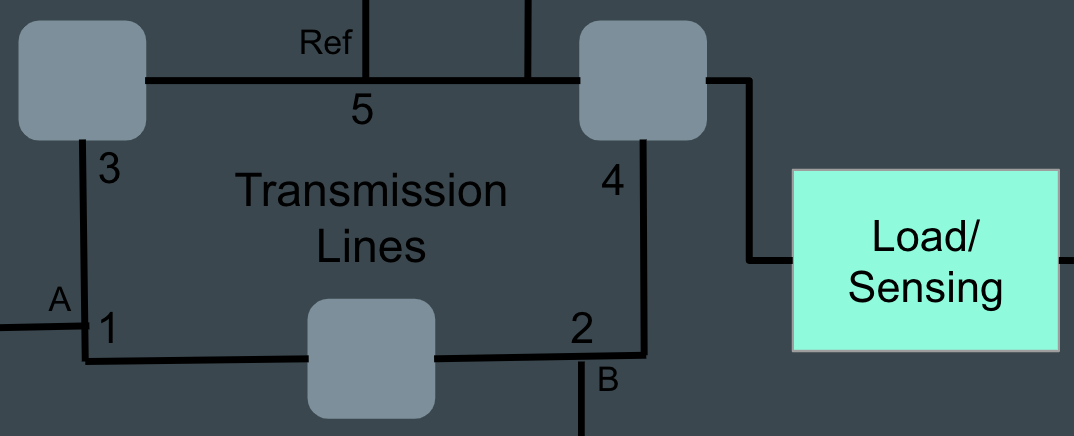 Ref
5
3
4
Transmission
Lines
Load/
Sensing
A
1
2
B